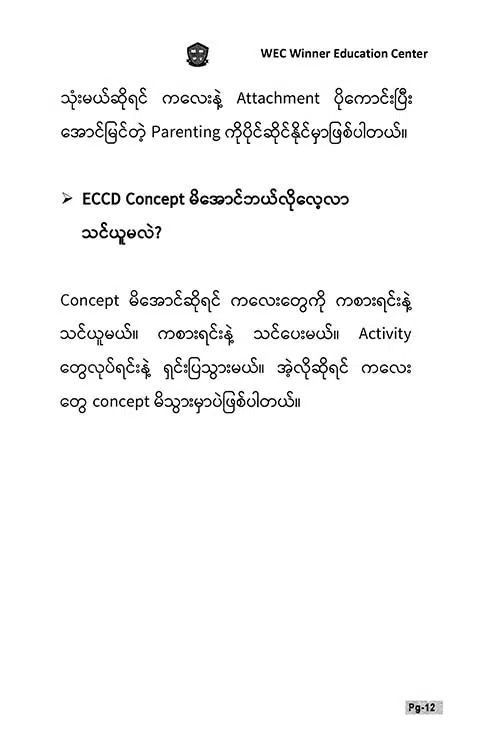 WEC Winner Education Center
သုံးမယ်ဆိုရင် ကလေးနဲ့ Attachment ပိုကောင်းပြီး
အောင်မြင်တဲ့ Parenting ကိုပိုင်ဆိုင်နိုင်မှာဖြစ်ပါတယ်။
➢ ECCD Concept မိအောင်ဘယ်လိုလေ့လာ
သင်ယူမလဲ?
Concept မိအောင်ဆိုရင် ကလေးတွေကို ကစားရင်းနဲ့
သင်ယူမယ်။ ကစားရင်းနဲ့ သင်ပေးမယ်။ Activity
တွေလုပ်ရင်းနဲ့ ရှင်းပြသွားမယ်။ အဲ့လိုဆိုရင် ကလေး
တွေ concept မိသွားမှာပဲဖြစ်ပါတယ်။
Pg-12